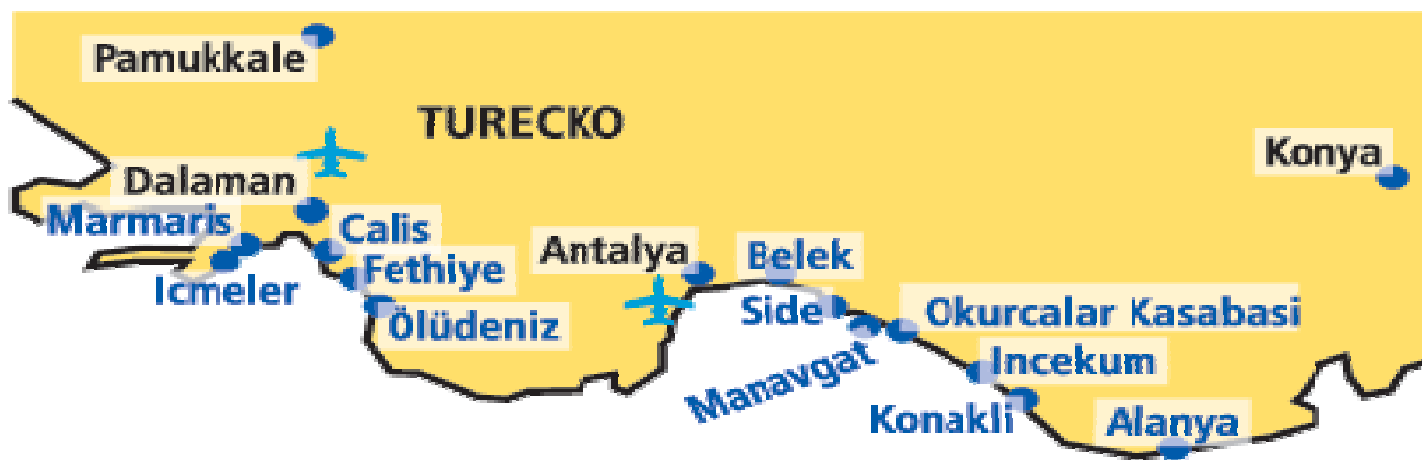 Pamukkale
TURECKO
Konya
Dalaman
Marmaris
Calis
Icmeler
Fethiye
Ölüdeniz
Antalya
Belek
Side
Okurcalar Kasabasi
Manavgat
Incekum
Konakli
Alanya